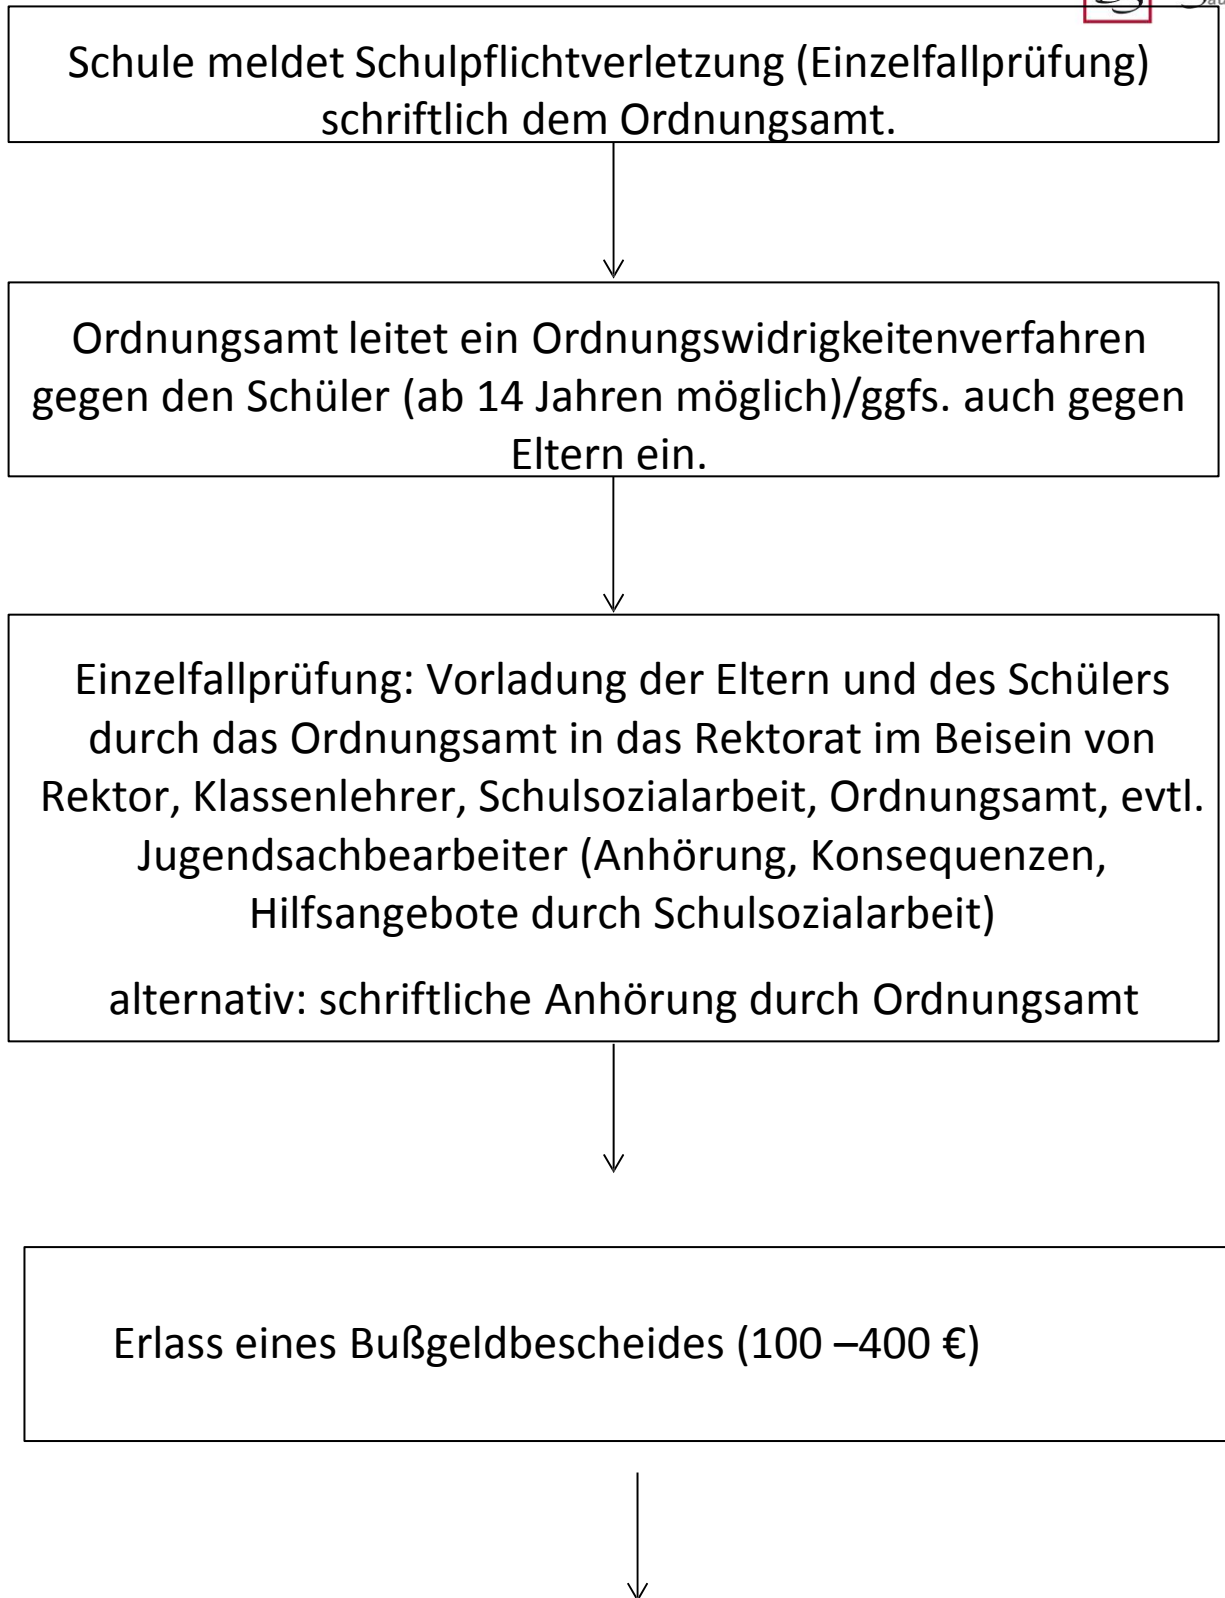 Schule meldet Schulpflichtverletzung (Einzelfallprüfung)
schriftlich dem Ordnungsamt.
Ordnungsamt leitet ein Ordnungswidrigkeitenverfahren
gegen den Schüler (ab 14 Jahren möglich)/ggfs. auch gegen
Eltern ein.
Einzelfallprüfung: Vorladung der Eltern und des Schülers
durch das Ordnungsamt in das Rektorat im Beisein von
Rektor, Klassenlehrer, Schulsozialarbeit, Ordnungsamt, evtl.
Jugendsachbearbeiter (Anhörung, Konsequenzen,
Hilfsangebote durch Schulsozialarbeit)
alternativ: schriftliche Anhörung durch Ordnungsamt
Erlass eines Bußgeldbescheides (100 –400 €)